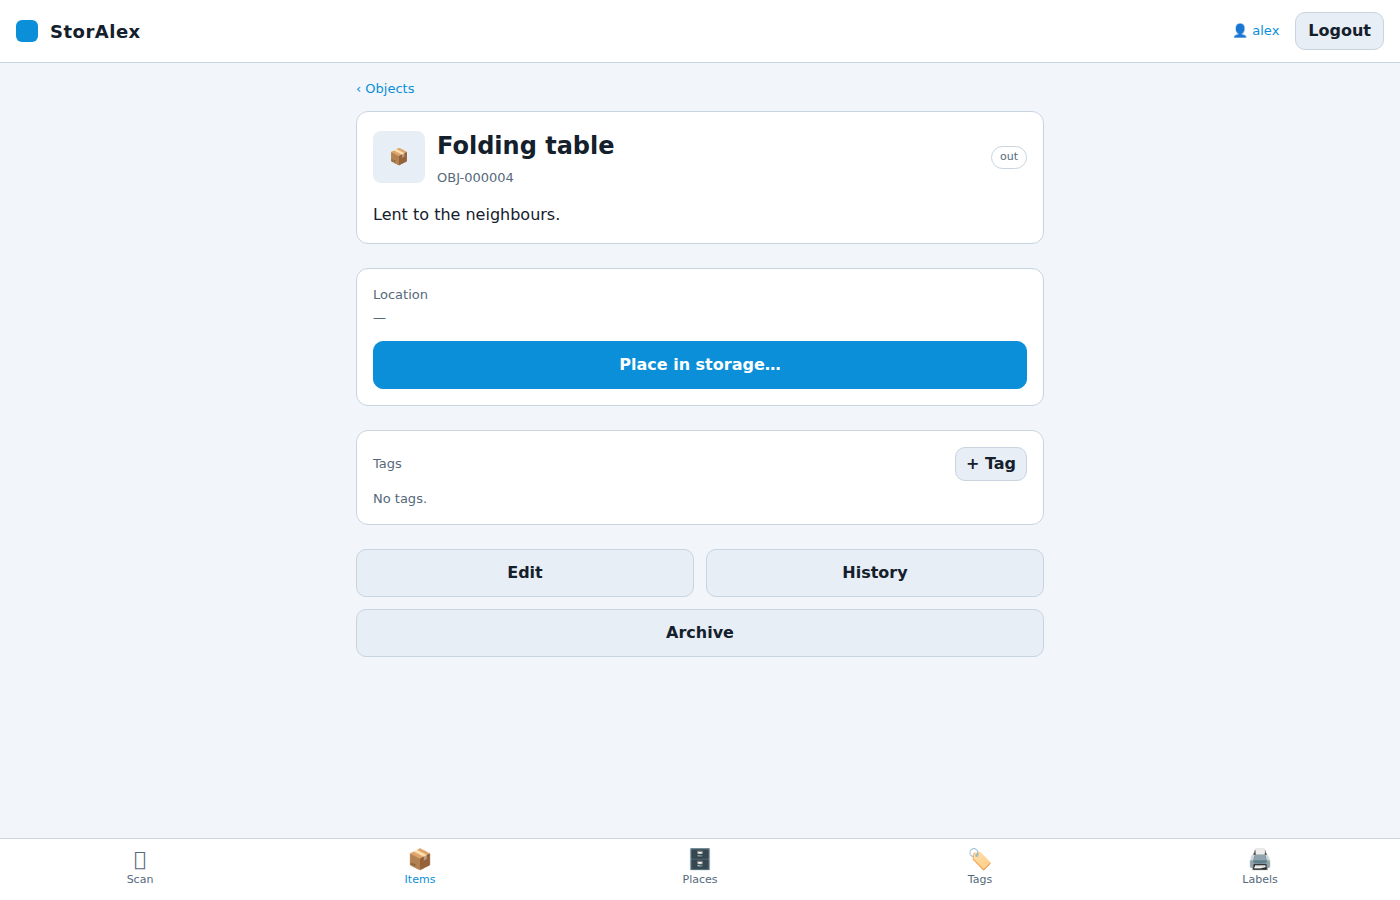 StorAlex
alex
Logout
‹ Objects
Folding table
OBJ-000004
out
Lent to the neighbours.
Location
—
Place in storage…
Tags
+ Tag
No tags.
Edit
History
Archive
Scan
Items
Places
Tags
Labels